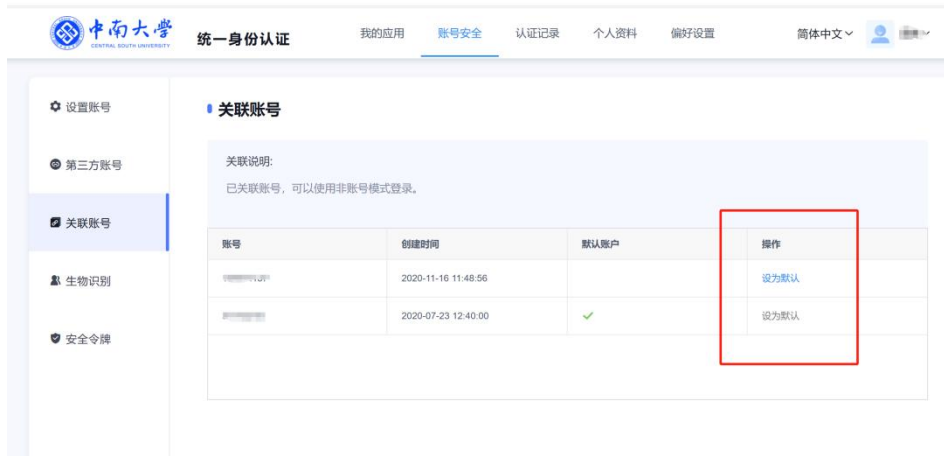 中南大学
CENTRAL SOUTH UNIVERSITY
统一身份认证
我的应用 账号安全 认证记录 个人资料 偏好设置 简体中文
设置账号
第三方账号
关联账号
生物识别
安全令牌
关联账号
关联说明:
已关联账号，可以使用非账号模式登录。
账号 创建时间 默认账户 操作
2020-11-16 11:48:56 设为默认
2020-07-23 12:40:00 设为默认